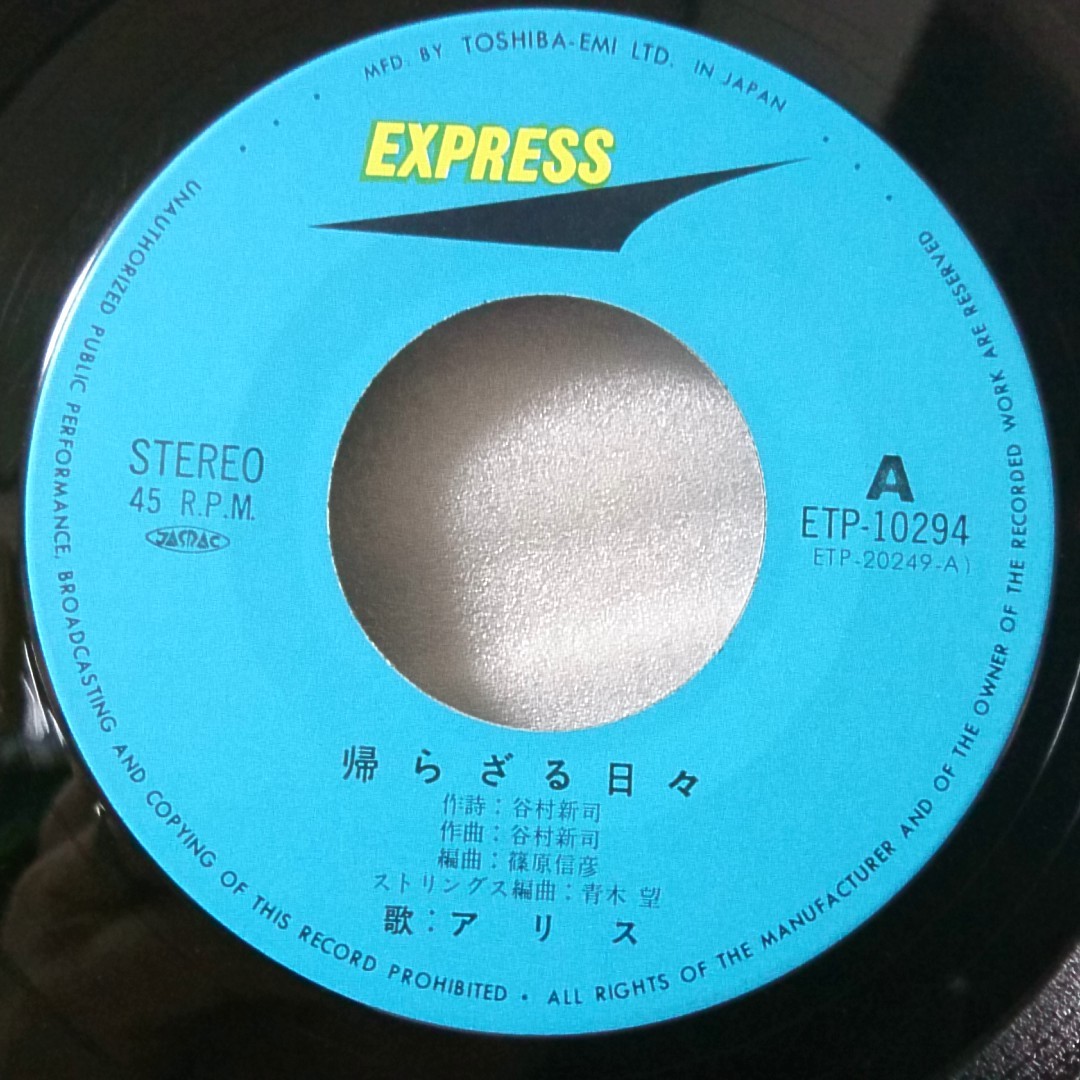 MFD. BY TOSHIBA-EMI LTD. IN JAPAN
EXPRESS
STEREO
45 R.P.M.
JASRAC
A
ETP-10294
ETP-20249-A)
帰らざる日々
作詩：谷村新司
作曲：谷村新司
編曲：篠原信彦
ストリングス編曲：青木 望
歌：アリス
UNAUTHORIZED PUBLIC PERFORMANCE, BROADCASTING AND COPYING OF THIS RECORD PROHIBITED • ALL RIGHTS OF THE MANUFACTURER AND OF THE OWNER OF THE RECORDED WORK ARE RESERVED